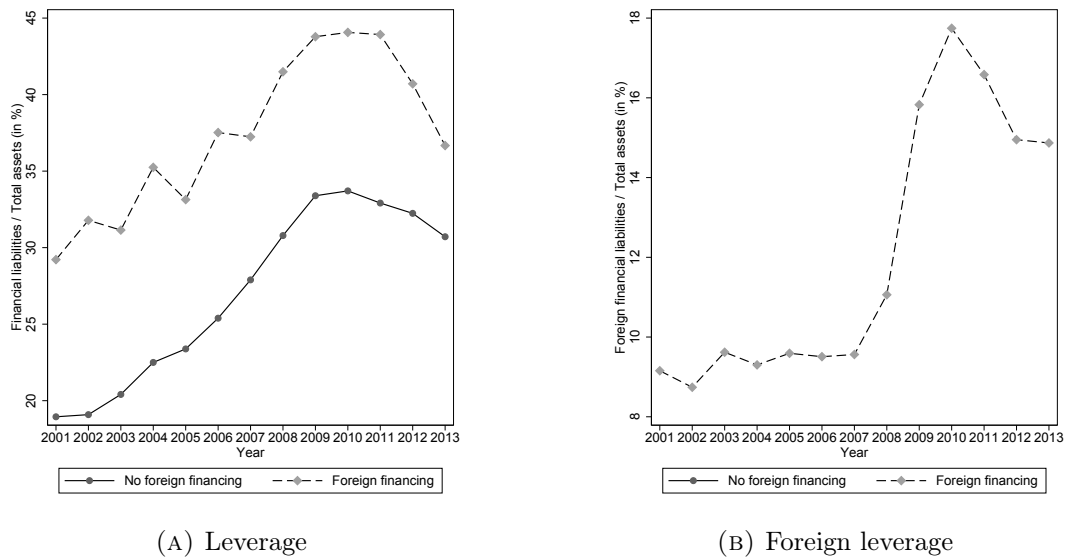 Financial liabilities / Total assets (in %)
45
40
35
30
25
20
2001 2002 2003 2004 2005 2006 2007 2008 2009 2010 2011 2012 2013
Year
No foreign financing Foreign financing
(A) Leverage
Foreign financial liabilities / Total assets (in %)
18
16
14
12
10
8
2001 2002 2003 2004 2005 2006 2007 2008 2009 2010 2011 2012 2013
Year
No foreign financing Foreign financing
(B) Foreign leverage